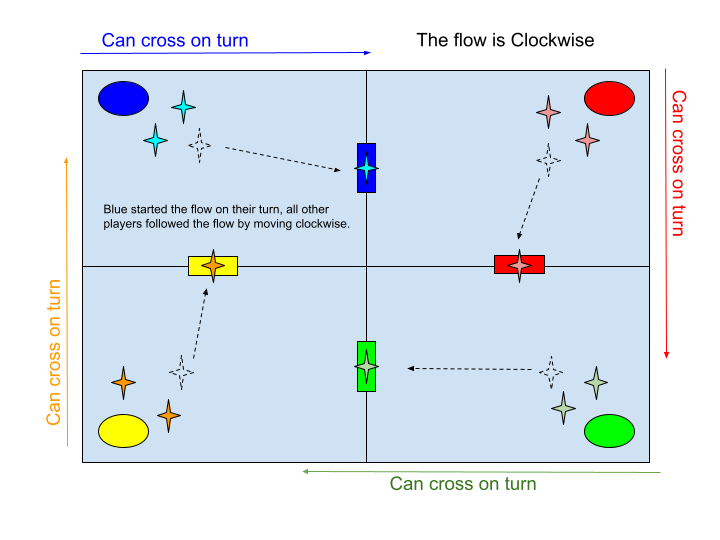 Can cross on turn
The flow is Clockwise
Can cross on turn
Blue started the flow on their turn, all other
players followed the flow by moving clockwise.
Can cross on turn
Can cross on turn